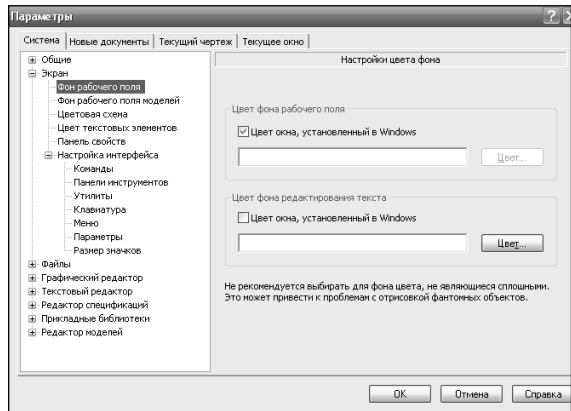 Параметры
Система
Новые документы
Текущий чертеж
Текущее окно
Общие
Экран
Фон рабочего поля
Фон рабочего поля моделей
Цветовая схема
Цвет текстовых элементов
Панель свойств
Настройка интерфейса
Команды
Панели инструментов
Утилиты
Клавиатура
Меню
Параметры
Размер значков
Файлы
Графический редактор
Текстовый редактор
Редактор спецификаций
Прикладные библиотеки
Редактор моделей
Настройки цвета фона
Цвет фона рабочего поля
Цвет окна, установленный в Windows
Цвет...
Цвет фона редактирования текста
Цвет окна, установленный в Windows
Цвет...
Не рекомендуется выбирать для фона цвета, не являющиеся сплошными.
Это может привести к проблемам с отрисовкой фантомных объектов.
OK
Отмена
Справка